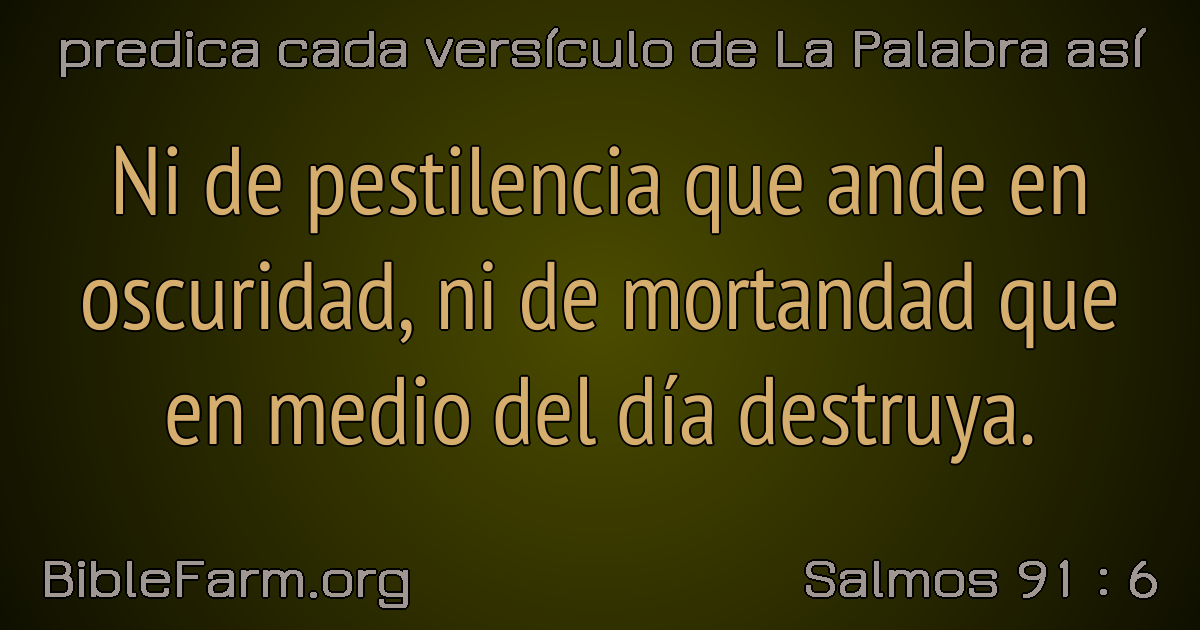 predica cada versículo de La Palabra así
Ni de pestilencia que ande en
oscuridad, ni de mortandad que
en medio del día destruya.
BibleFarm.org
Salmos 91 : 6